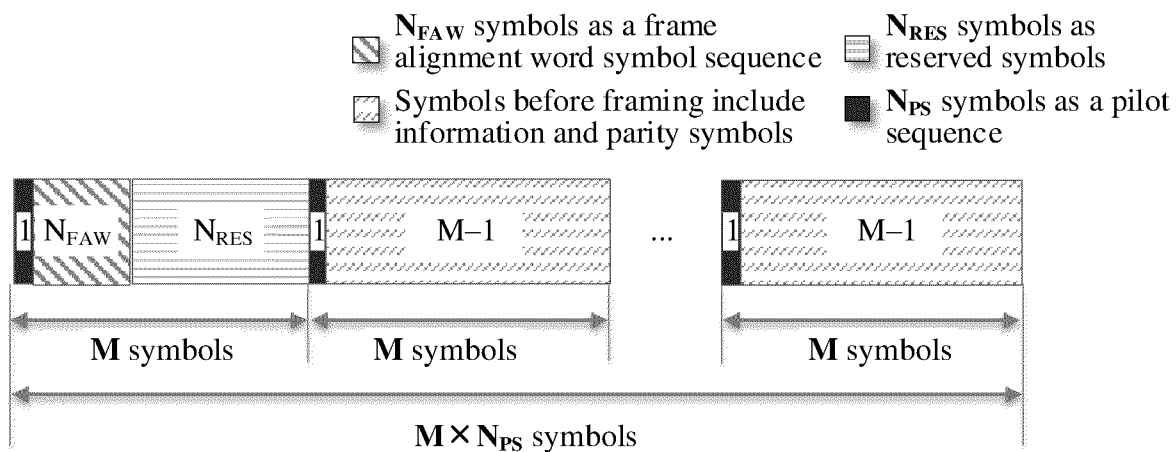 N_FAW symbols as a frame
alignment word symbol sequence
N_RES symbols as
reserved symbols
Symbols before framing include
information and parity symbols
N_PS symbols as a pilot
sequence
1 N_FAW N_RES 1 M–1 ... 1 M–1
M symbols M symbols M symbols
M×N_PS symbols